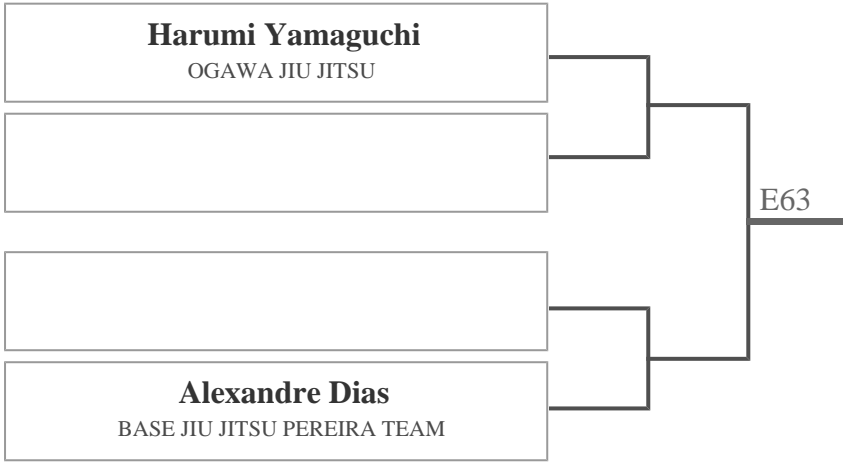 Harumi Yamaguchi
OGAWA JIU JITSU
E63
Alexandre Dias
BASE JIU JITSU PEREIRA TEAM